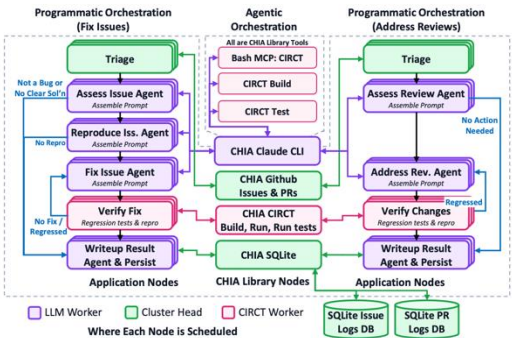 Programmatic Orchestration
(Fix Issues)
Agentic
Orchestration
Programmatic Orchestration
(Address Reviews)
All are CHIA Library Tools
Triage
Bash MCP: CIRCT
Triage
Not a Bug or
No Clear Sol'n
Assess Issue Agent
Assemble Prompt
CIRCT Build
Assess Review Agent
Assemble Prompt
CIRCT Test
No Action
Needed
Reproduce Iss. Agent
Assemble Prompt
No Repro
CHIA Claude CLI
Fix Issue Agent
Assemble Prompt
CHIA Github
Issues & PRs
Address Rev. Agent
Assemble Prompt
Regressed
Verify Fix
Regression tests & repro
CHIA CIRCT
Build, Run, Run tests
Verify Changes
Regression tests & repro
No Fix /
Regressed
Writeup Result
Agent & Persist
CHIA SQLite
Writeup Result
Agent & Persist
Application Nodes
CHIA Library Nodes
Application Nodes
LLM Worker
Cluster Head
CIRCT Worker
Where Each Node is Scheduled
SQLite Issue
Logs DB
SQLite PR
Logs DB